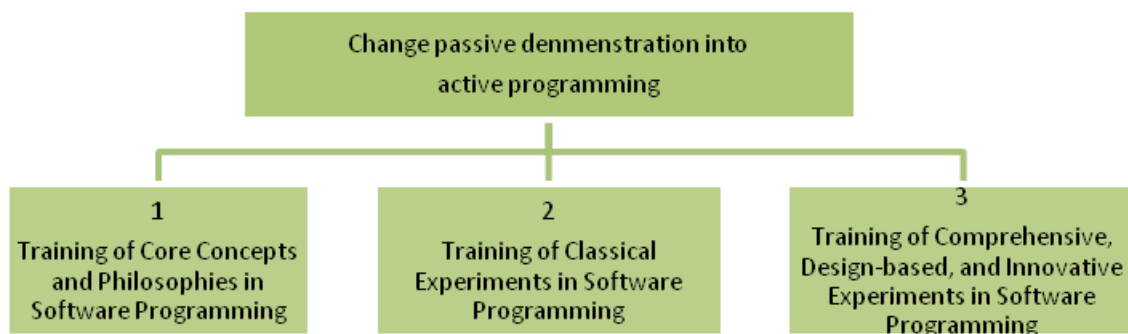 Change passive denmenstration into
active programming
1
Training of Core Concepts
and Philosophies in
Software Programming
2
Training of Classical
Experiments in Software
Programming
3
Training of Comprehensive,
Design-based, and Innovative
Experiments in Software
Programming